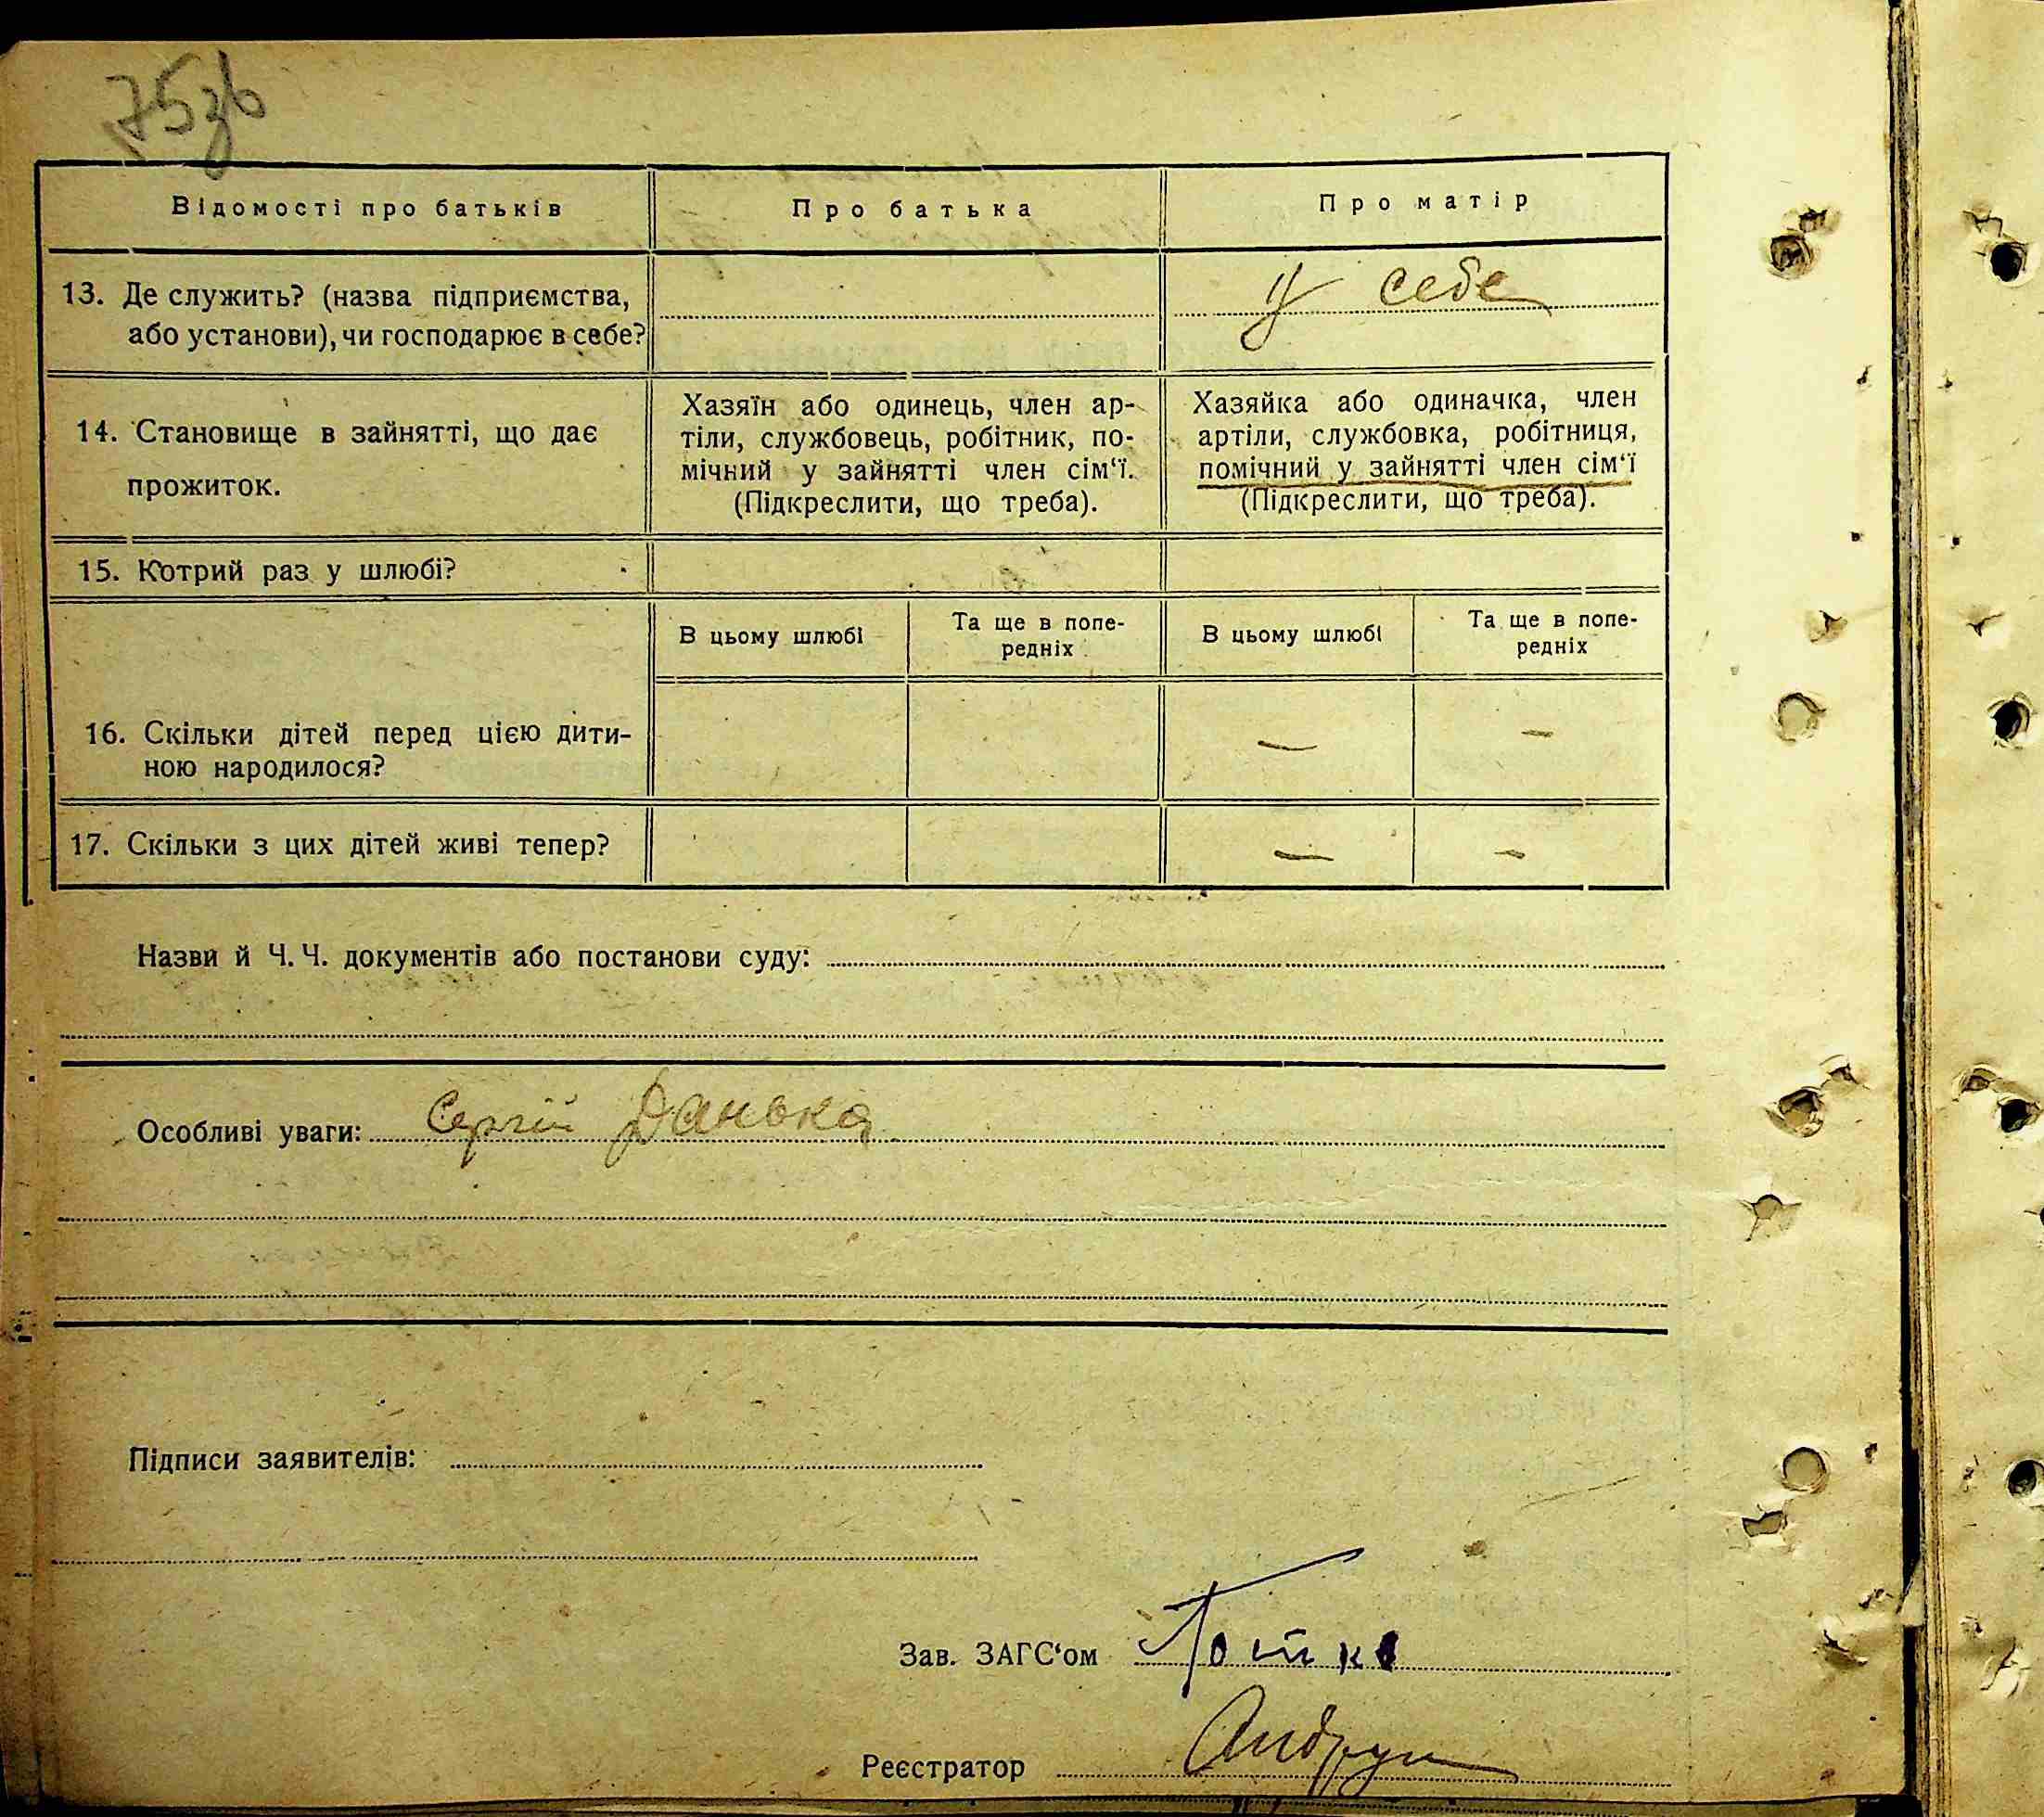 75зв
Відомості про батьків
Про батька
Про матір
13. Де служить? (назва підприємства,
або установи), чи господарює в себе?
у себе
14. Становище в зайнятті, що дає
прожиток.
Хазяїн або одинець, член ар-
тіли, службовець, робітник, по-
мічний у зайнятті член сім‘ї.
(Підкреслити, що треба).
Хазяйка або одиначка, член
артіли, службовка, робітниця,
помічний у зайнятті член сім‘ї
(Підкреслити, що треба).
15. Котрий раз у шлюбі?
В цьому шлюбі
Та ще в попе-
редніх
В цьому шлюбі
Та ще в попе-
редніх
16. Скільки дітей перед цією дити-
ною народилося?
— —
17. Скільки з цих дітей живі тепер?
— —
Назви й Ч. Ч. документів або постанови суду:
Особливі уваги: Сергій Данька
Підписи заявителів:
Зав. ЗАГС‘ом
Реєстратор